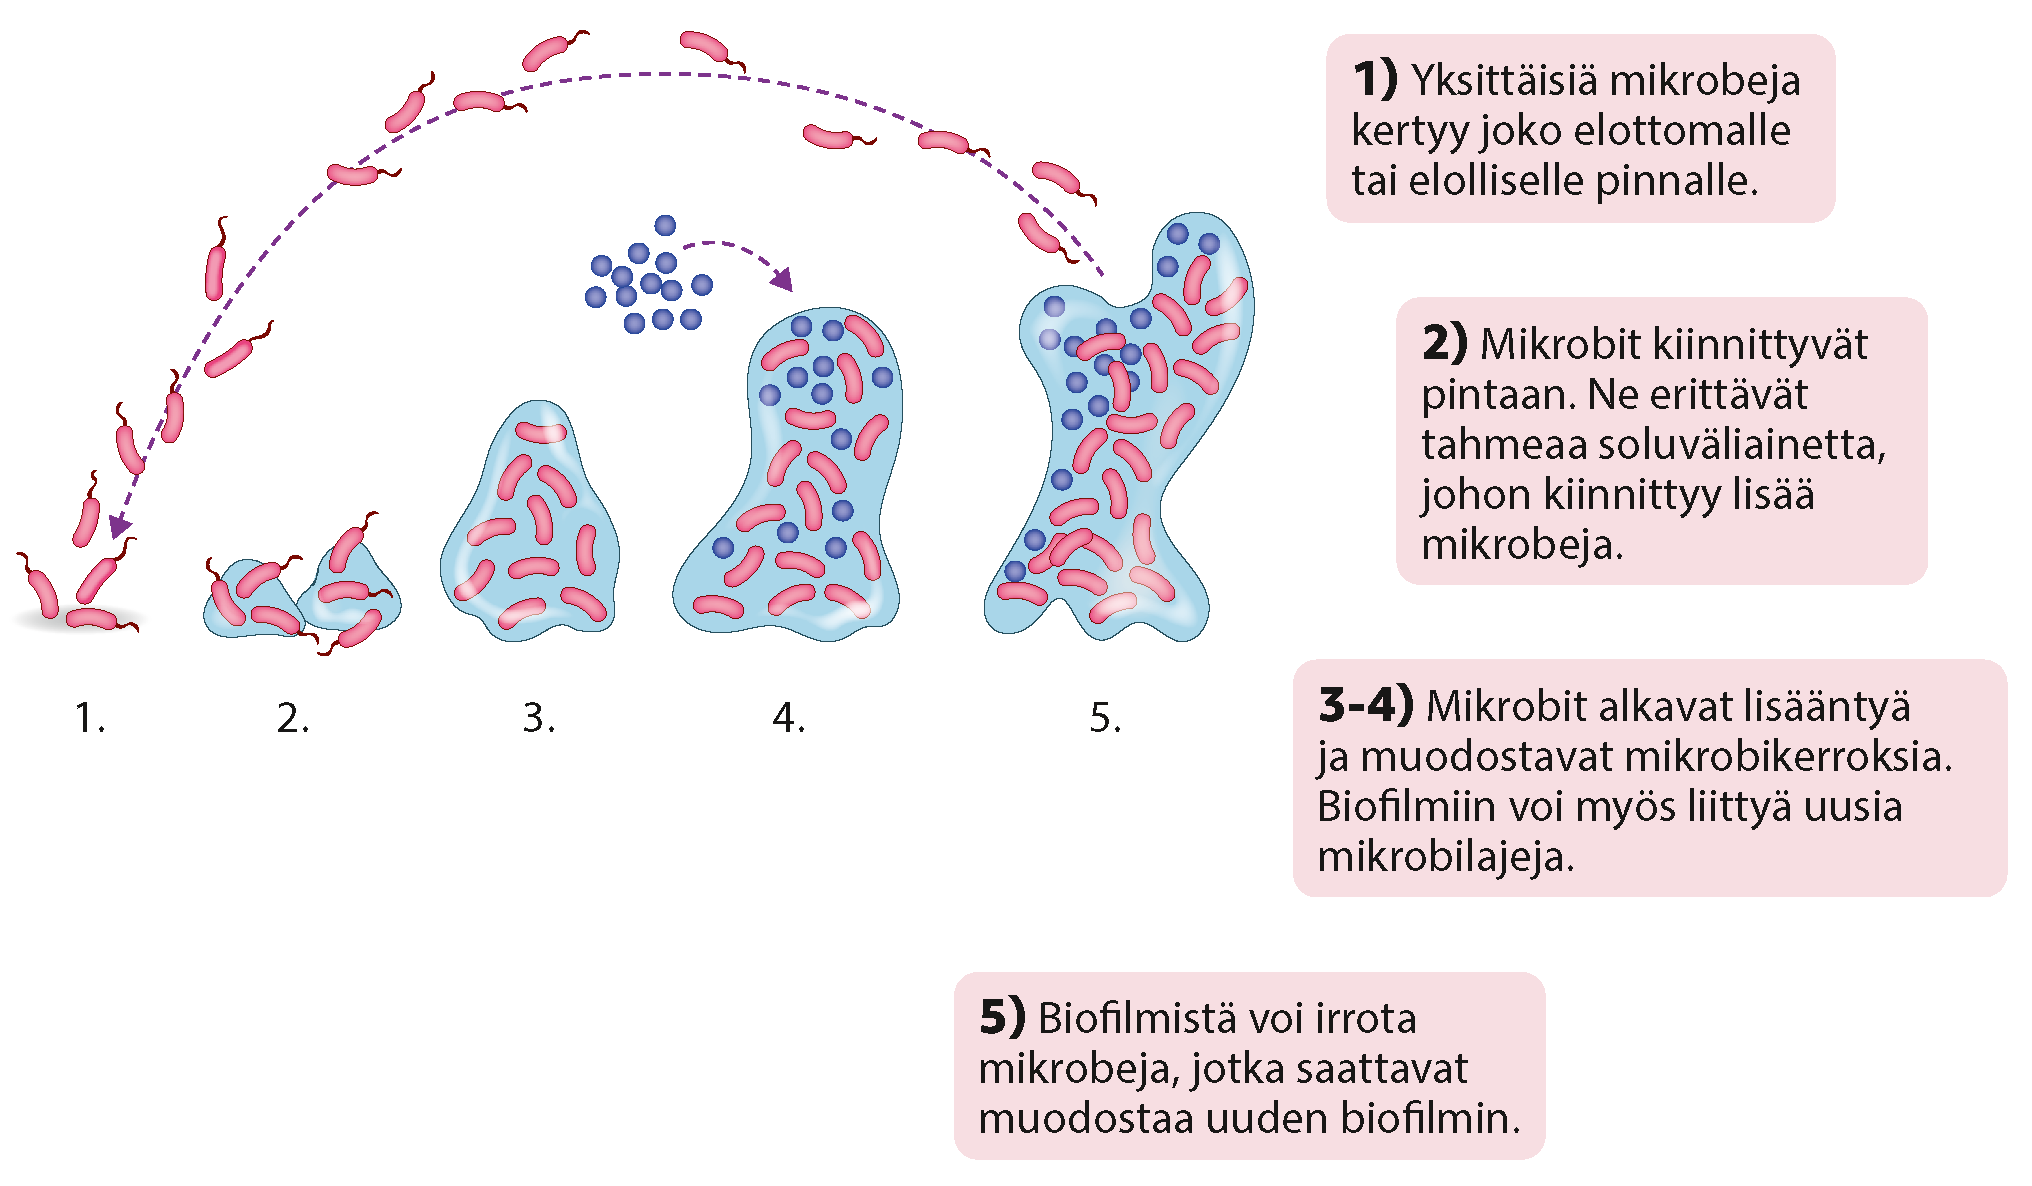 1) Yksittäisiä mikrobeja
kertyy joko elottomalle
tai elolliselle pinnalle.
2) Mikrobit kiinnittyvät
pintaan. Ne erittävät
tahmeaa soluväliainetta,
johon kiinnittyy lisää
mikrobeja.
3-4) Mikrobit alkavat lisääntyä
ja muodostavat mikrobikerroksia.
Biofilmiin voi myös liittyä uusia
mikrobilajeja.
1. 2. 3. 4. 5.
5) Biofilmistä voi irrota
mikrobeja, jotka saattavat
muodostaa uuden biofilmin.